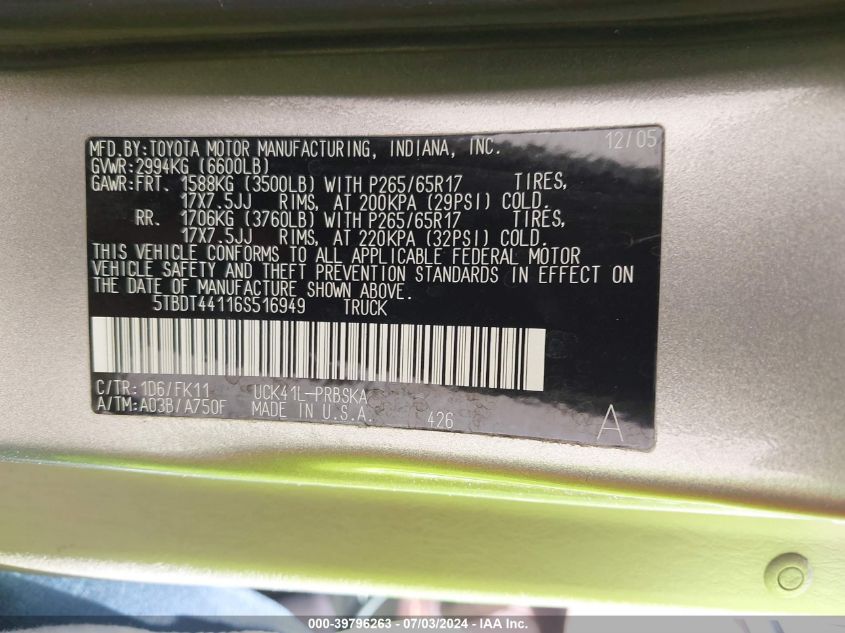 MFD.BY:TOYOTA MOTOR MANUFACTURING, INDIANA, INC. 12/05
GVWR:2994KG (6600LB)
GAWR:FRT. 1588KG (3500LB) WITH P265/65R17 TIRES,
17X7.5JJ RIMS, AT 200KPA (29PSI) COLD.
RR. 1706KG (3760LB) WITH P265/65R17 TIRES,
17X7.5JJ RIMS, AT 220KPA (32PSI) COLD.
THIS VEHICLE CONFORMS TO ALL APPLICABLE FEDERAL MOTOR
VEHICLE SAFETY AND THEFT PREVENTION STANDARDS IN EFFECT ON
THE DATE OF MANUFACTURE SHOWN ABOVE.
5TBDT44116S516949 TRUCK
C/TR:1D6/FK11 UCK41L-PRBSKA
A/TM:A03B/A750F MADE IN U.S.A. 426 A
000-39796263 - 07/03/2024 - IAA Inc.